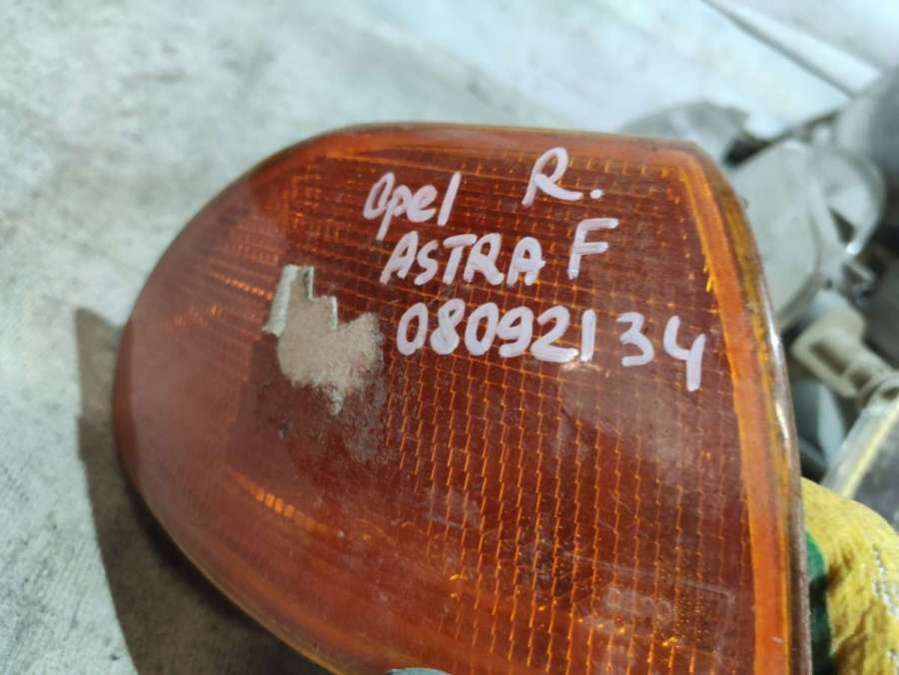 Opel R.
ASTRA F
08092134